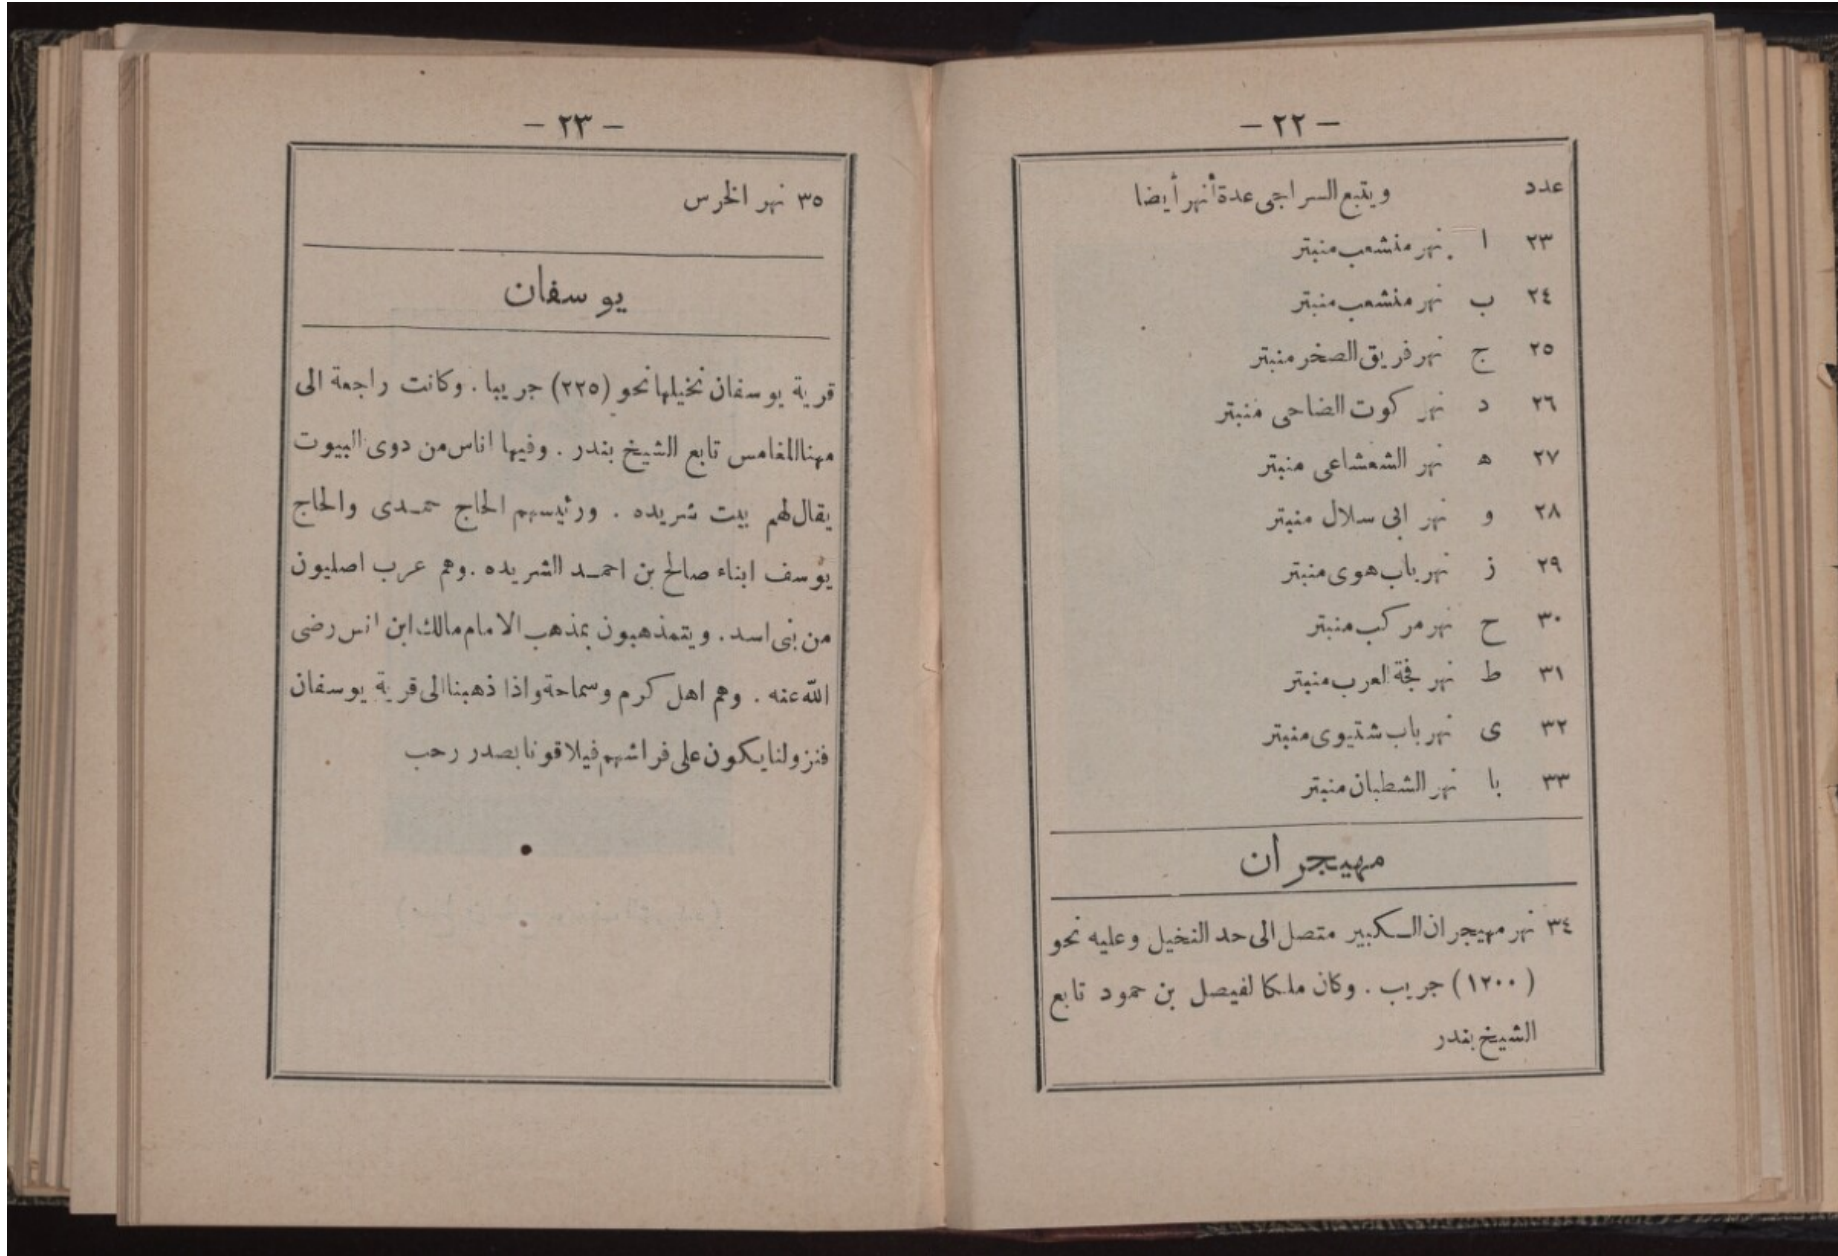 — ٢٢ —
عدد ويتبع السراجى عدة أنهر أيضا
٢٣ ا نهر منشعب منبتر
٢٤ ب نهر منشعب منبتر
٢٥ ج نهر فريق الصخر منبتر
٢٦ د نهر كوت الضاحى منبتر
٢٧ ه نهر الشعشاعى منبتر
٢٨ و نهر ابى سلال منبتر
٢٩ ز نهر باب هوى منبتر
٣٠ ح نهر مركب منبتر
٣١ ط نهر فجة العرب منبتر
٣٢ ى نهر باب شتيوى منبتر
٣٣ با نهر الشطبان منبتر
مهيجران
٣٤ نهر مهيجران الكبير متصل الى حد النخيل وعليه نحو
(١٢٠٠) جريب . وكان ملكا لفيصل بن حمود تابع
الشيخ بندر
— ٢٣ —
٣٥ نهر الخرس
يوسفان
قرية يوسفان نخيلها نحو (٢٢٥) جريبا . وكانت راجعة الى
مهنا المغامس تابع الشيخ بندر . وفيها اناس من دوى البيوت
يقال لهم بيت شريده . ورئيسهم الحاج حمدى والحاج
يوسف ابناء صالح بن احمد الشريده . وهم عرب اصليون
من بنى اسد . ويتمذهبون بمذهب الامام مالك ابن انس رضى
الله عنه . وهم اهل كرم وسماحة واذا ذهبنا الى قرية يوسفان
فنزولنا يكون على فراشهم فيلاقونا بصدر رحب